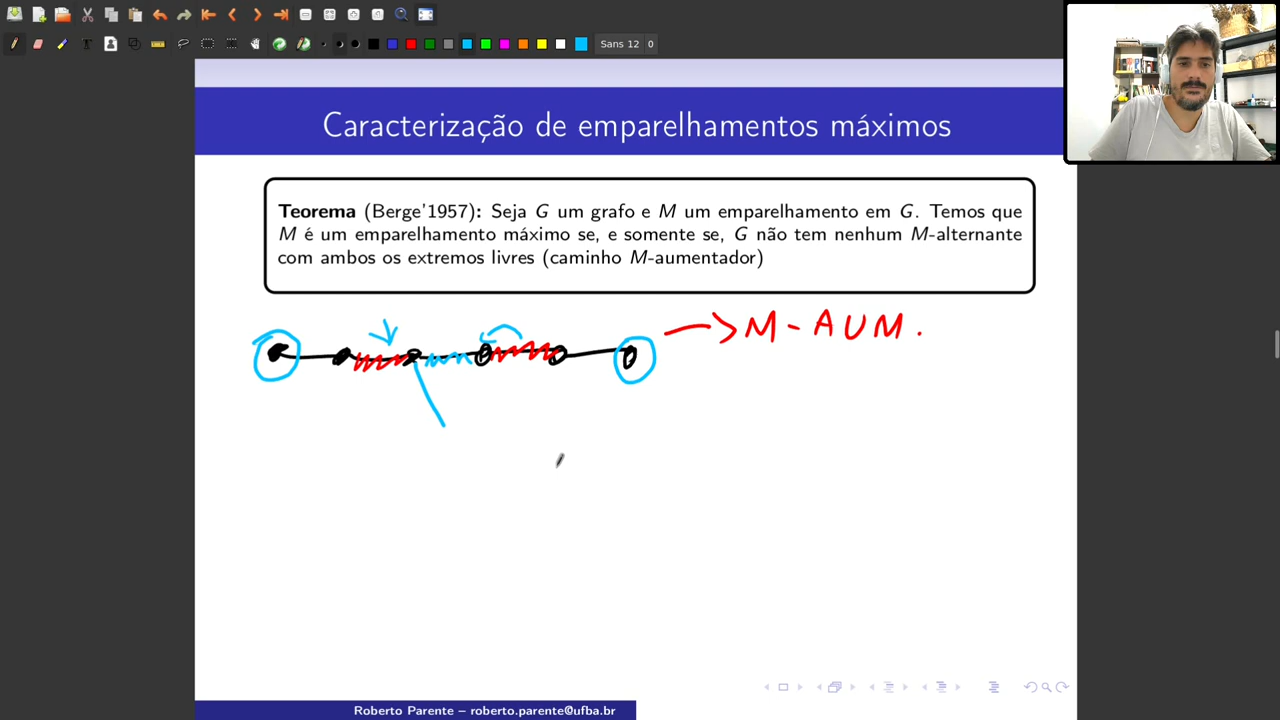 Sans 12 0
Caracterização de emparelhamentos máximos
Teorema (Berge'1957): Seja G um grafo e M um emparelhamento em G. Temos que
M é um emparelhamento máximo se, e somente se, G não tem nenhum M-alternante
com ambos os extremos livres (caminho M-aumentador)
M - AUM.
Roberto Parente – roberto.parente@ufba.br